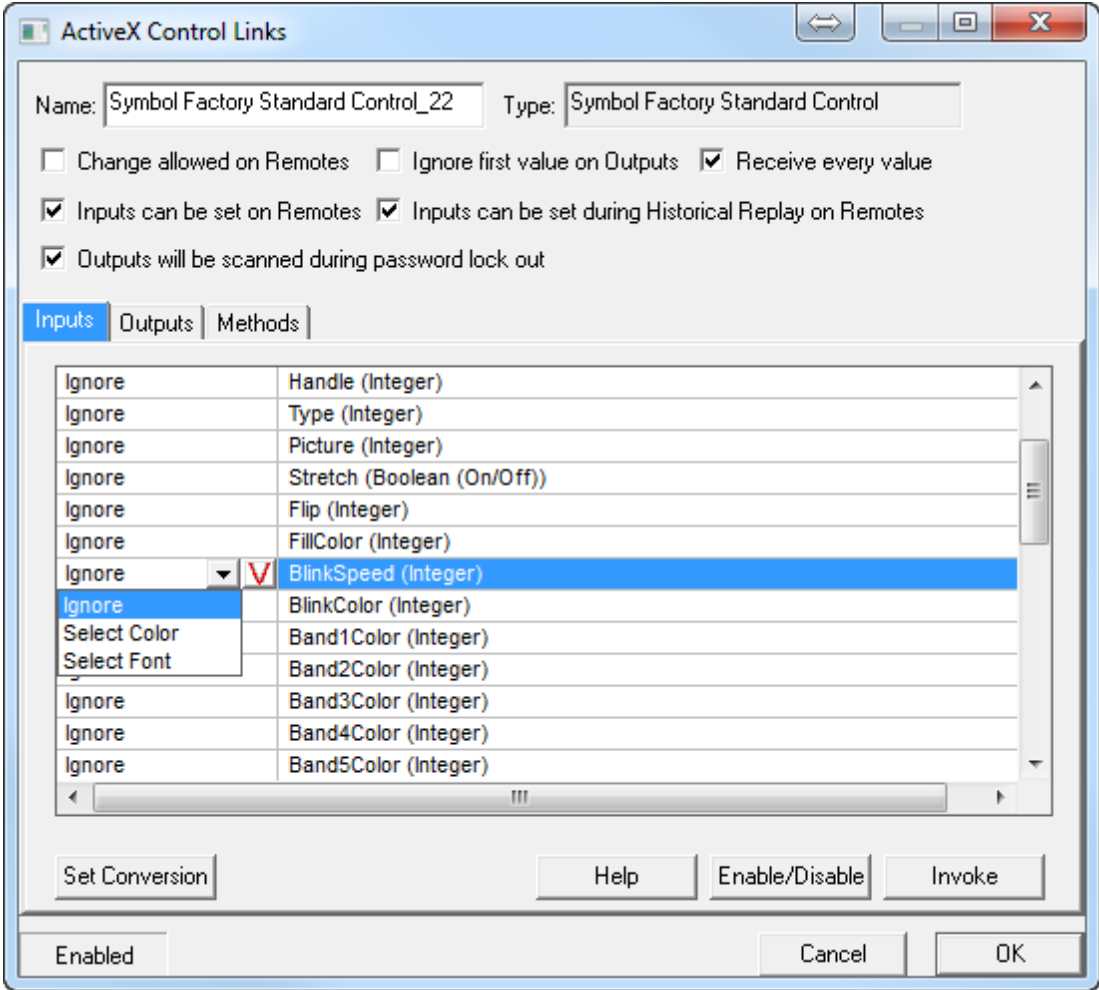 ActiveX Control Links
Name: Symbol Factory Standard Control_22 Type: Symbol Factory Standard Control
Change allowed on Remotes Ignore first value on Outputs Receive every value
Inputs can be set on Remotes Inputs can be set during Historical Replay on Remotes
Outputs will be scanned during password lock out
Inputs Outputs Methods
Ignore Handle (Integer)
Ignore Type (Integer)
Ignore Picture (Integer)
Ignore Stretch (Boolean (On/Off))
Ignore Flip (Integer)
Ignore FillColor (Integer)
Ignore V BlinkSpeed (Integer)
Ignore BlinkColor (Integer)
Select Color Band1Color (Integer)
Select Font Band2Color (Integer)
Ignore Band3Color (Integer)
Ignore Band4Color (Integer)
Ignore Band5Color (Integer)
Set Conversion Help Enable/Disable Invoke
Enabled Cancel OK